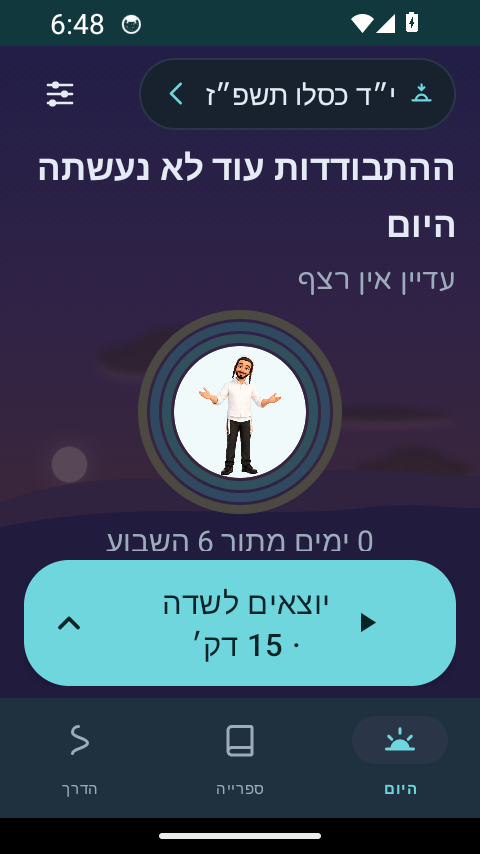 6:48
י״ד כסלו תשפ״ז
ההתבודדות עוד לא נעשתה
היום
עדיין אין רצף
0 ימים מתוך 6 השבוע
יוצאים לשדה
· 15 דק׳
היום
ספרייה
הדרך